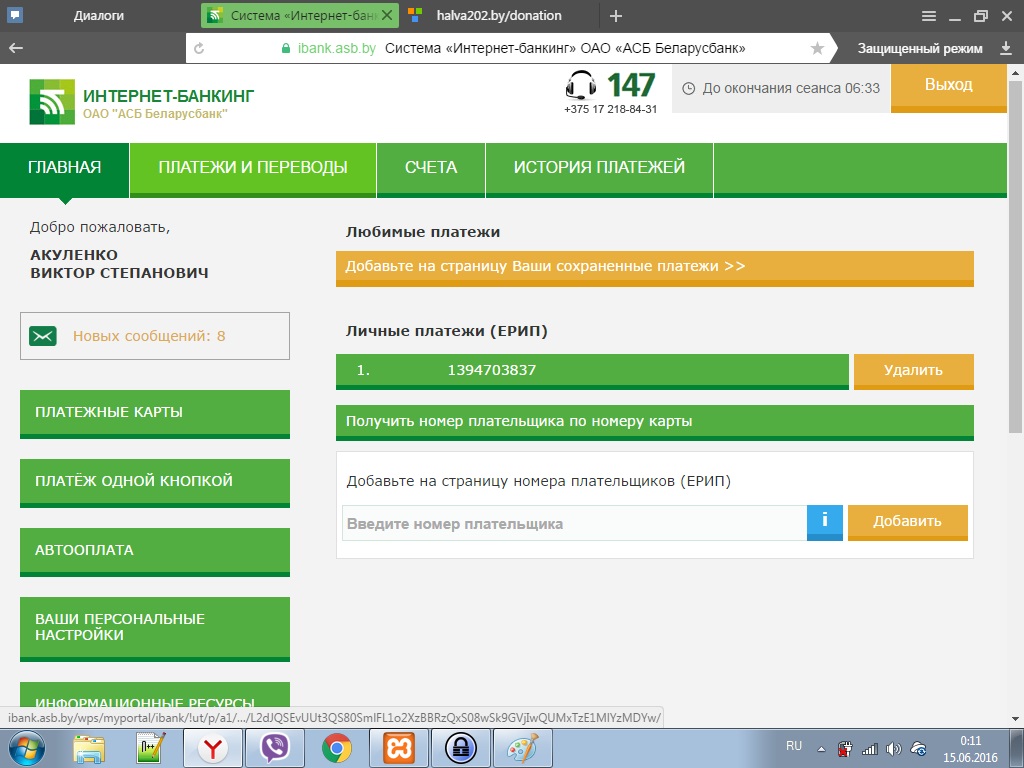 Диалоги
Система «Интернет-бан
halva202.by/donation
ibank.asb.by Система «Интернет-банкинг» ОАО «АСБ Беларусбанк»
Защищенный режим
ИНТЕРНЕТ-БАНКИНГ
ОАО "АСБ Беларусбанк"
147
+375 17 218-84-31
До окончания сеанса 06:33
Выход
ГЛАВНАЯ
ПЛАТЕЖИ И ПЕРЕВОДЫ
СЧЕТА
ИСТОРИЯ ПЛАТЕЖЕЙ
Добро пожаловать,
АКУЛЕНКО
ВИКТОР СТЕПАНОВИЧ
Новых сообщений: 8
ПЛАТЕЖНЫЕ КАРТЫ
ПЛАТЁЖ ОДНОЙ КНОПКОЙ
АВТООПЛАТА
ВАШИ ПЕРСОНАЛЬНЫЕ
НАСТРОЙКИ
ИНФОРМАЦИОННЫЕ РЕСУРСЫ
Любимые платежи
Добавьте на страницу Ваши сохраненные платежи >>
Личные платежи (ЕРИП)
1. 1394703837
Удалить
Получить номер плательщика по номеру карты
Добавьте на страницу номера плательщиков (ЕРИП)
Введите номер плательщика
i
Добавить
ibank.asb.by/wps/myportal/ibank/!ut/p/a1/.../L2dJQSEvUUt3QS80SmlFL1o2XzBBRzQxS08wSk9GVjIwQUMxTzE1MlYzMDYw/
RU
0:11
15.06.2016